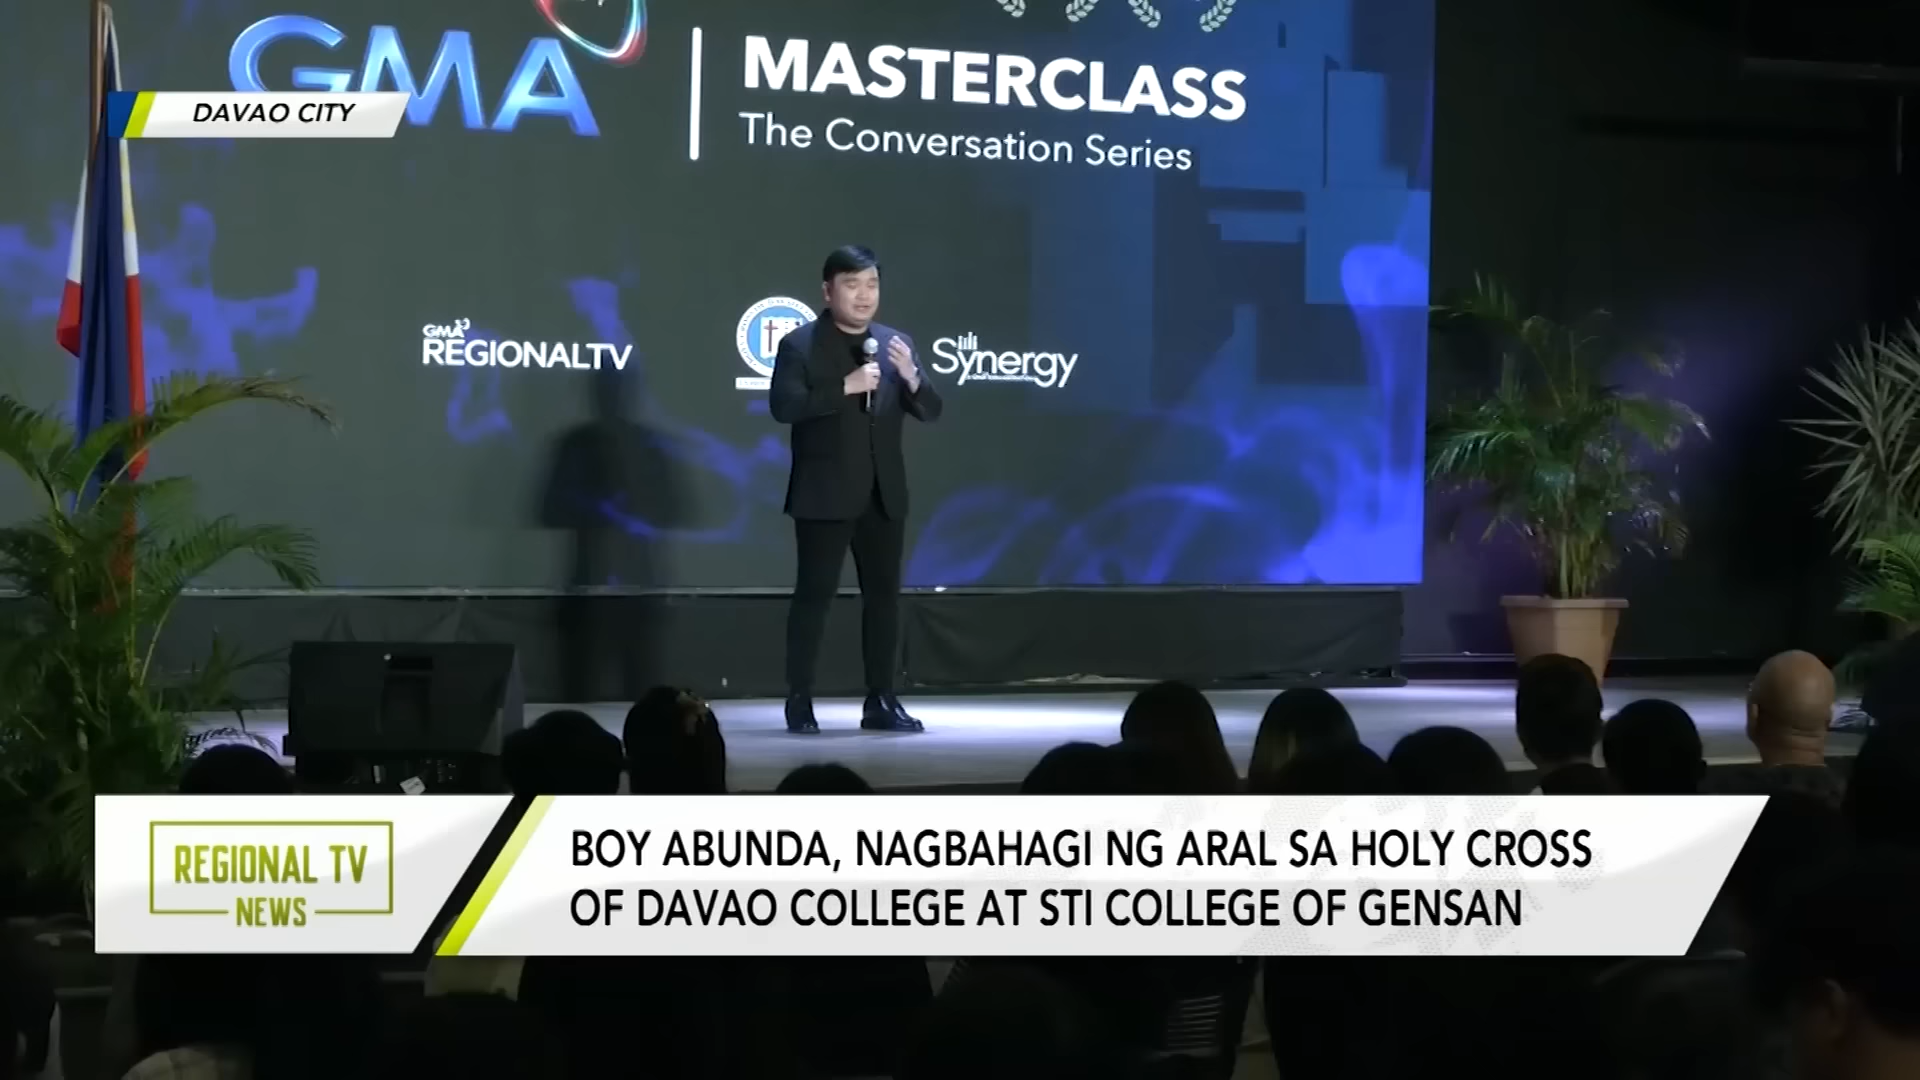 GMA
MASTERCLASS
The Conversation Series
DAVAO CITY
GMA
REGIONALTV
Synergy
REGIONAL TV
NEWS
BOY ABUNDA, NAGBAHAGI NG ARAL SA HOLY CROSS
OF DAVAO COLLEGE AT STI COLLEGE OF GENSAN